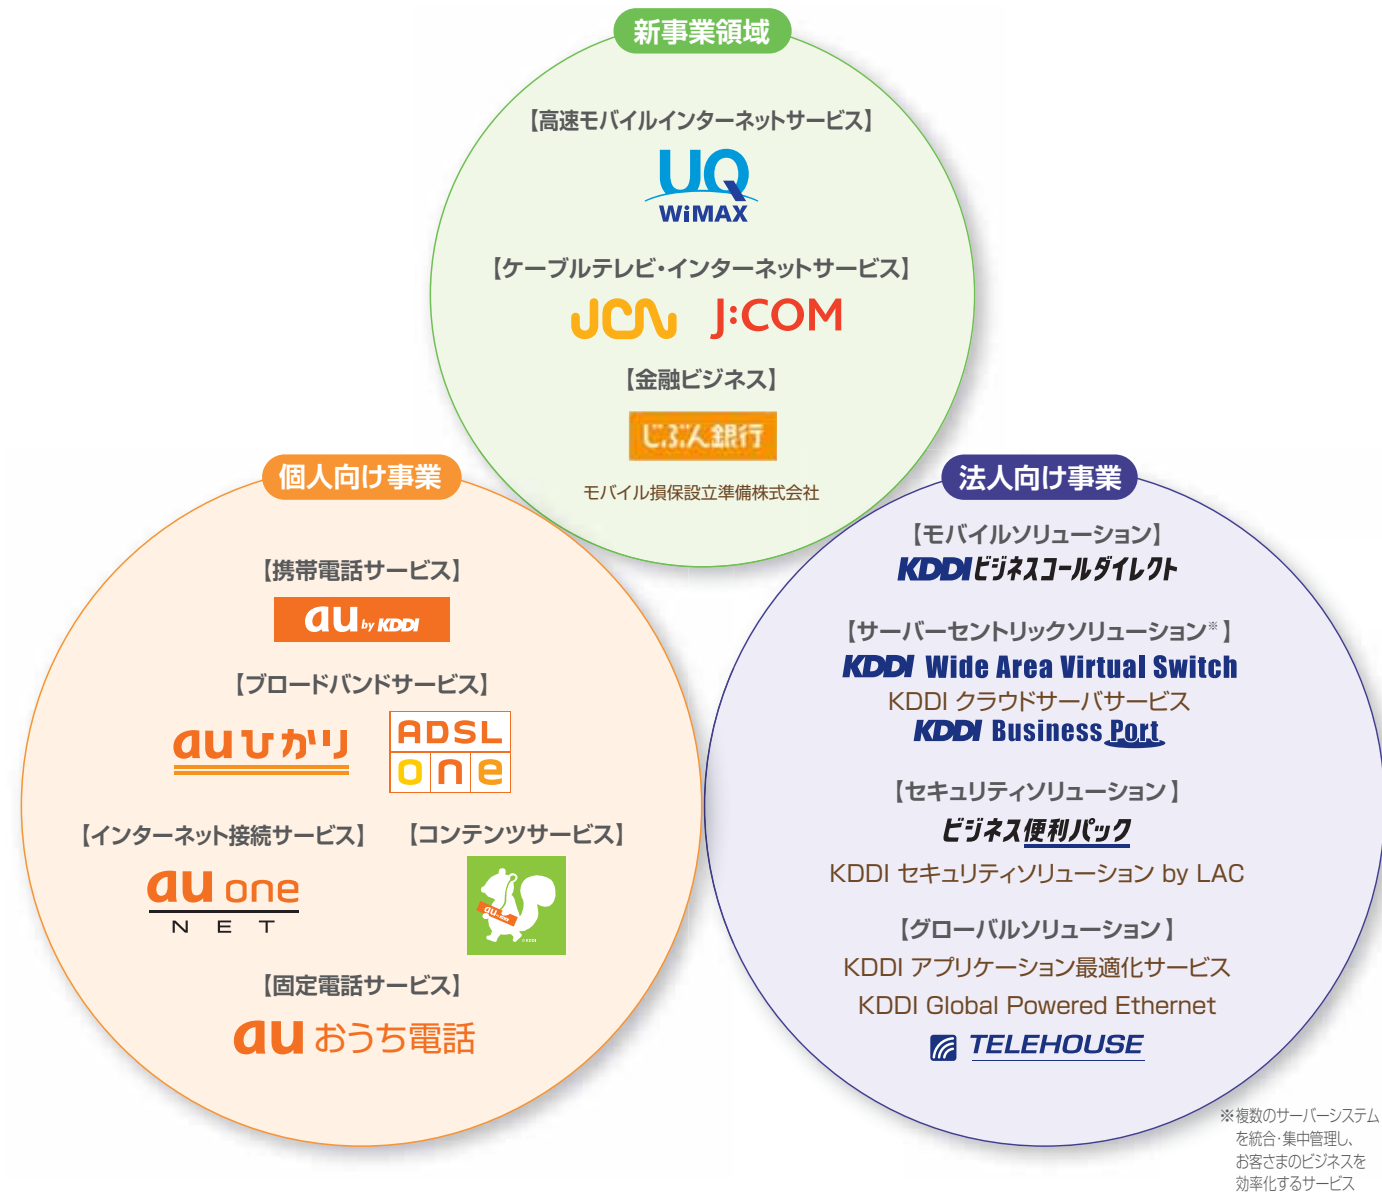 新事業領域
【高速モバイルインターネットサービス】
UQ
WiMAX
【ケーブルテレビ・インターネットサービス】
JCN J:COM
【金融ビジネス】
じぶん銀行
モバイル損保設立準備株式会社
個人向け事業
【携帯電話サービス】
au by KDDI
【ブロードバンドサービス】
auひかり
ADSL
one
【インターネット接続サービス】
au one
NET
【コンテンツサービス】
au one
©KDDI
【固定電話サービス】
au おうち電話
法人向け事業
【モバイルソリューション】
KDDIビジネスコールダイレクト
【サーバーセントリックソリューション※】
KDDI Wide Area Virtual Switch
KDDI クラウドサーバサービス
KDDI Business Port
【セキュリティソリューション】
ビジネス便利パック
KDDI セキュリティソリューション by LAC
【グローバルソリューション】
KDDI アプリケーション最適化サービス
KDDI Global Powered Ethernet
TELEHOUSE
※複数のサーバーシステム
を統合・集中管理し、
お客さまのビジネスを
効率化するサービス